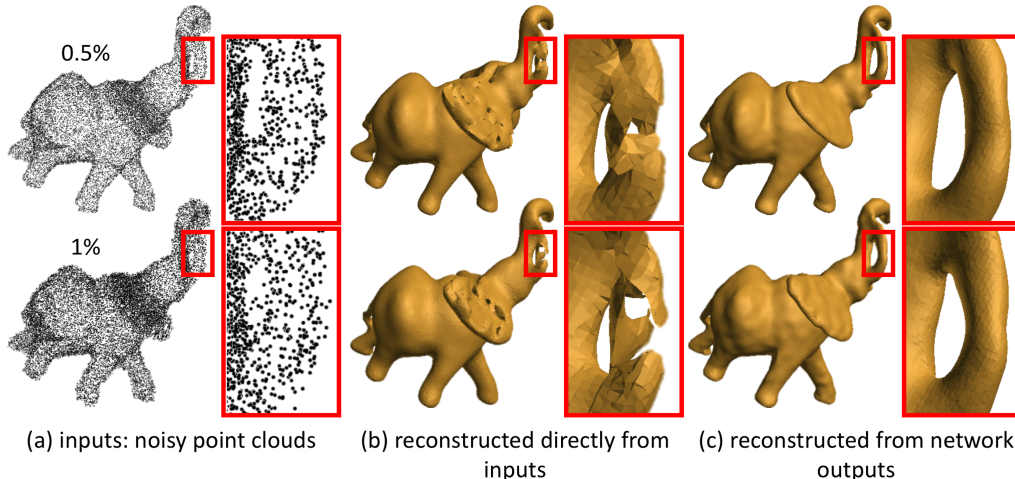 0.5%
1%
(a) inputs: noisy point clouds
(b) reconstructed directly from
inputs
(c) reconstructed from network
outputs